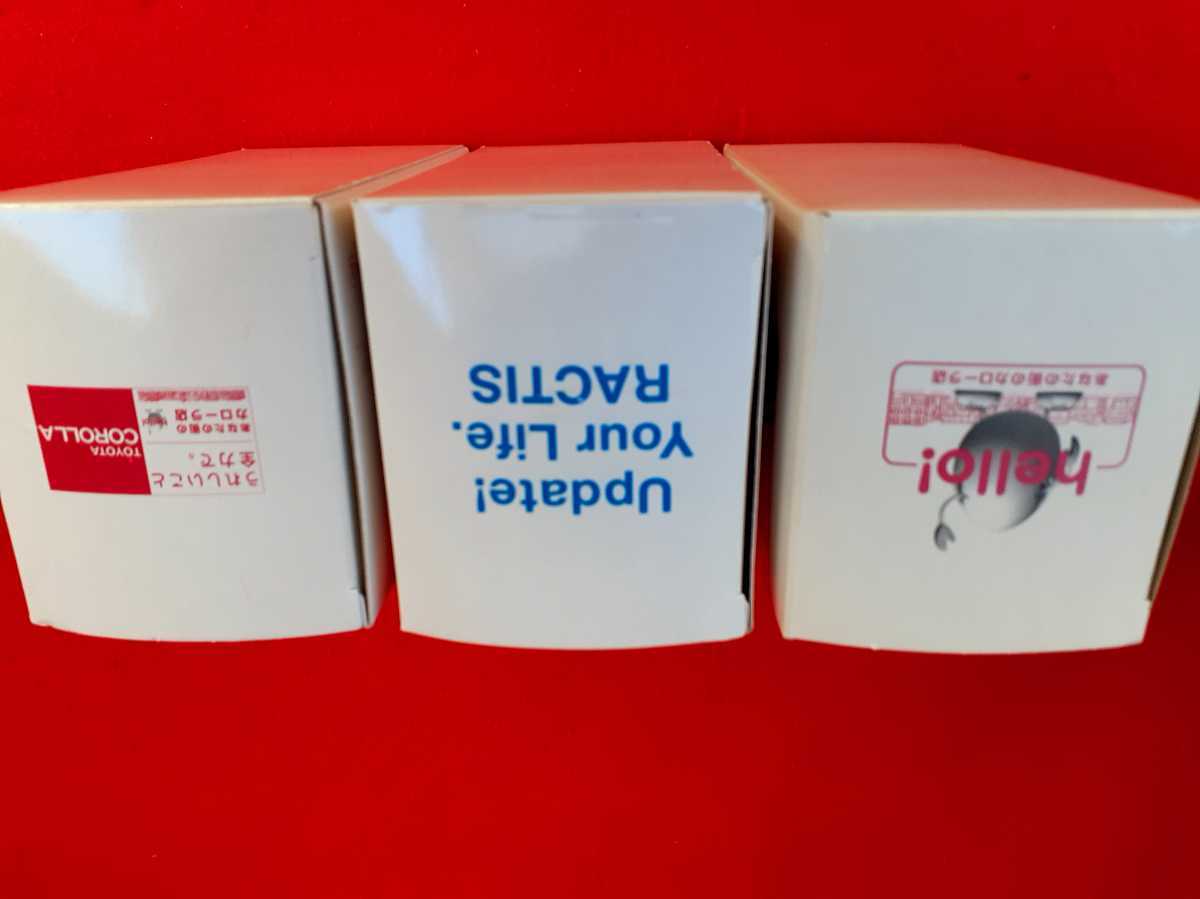 TOYOTA
COROLLA
うれしいこと
全力で。
あなたの街の
カローラ店
hello!
Update!
Your Life.
RACTIS
hello!
あなたの街のカローラ店